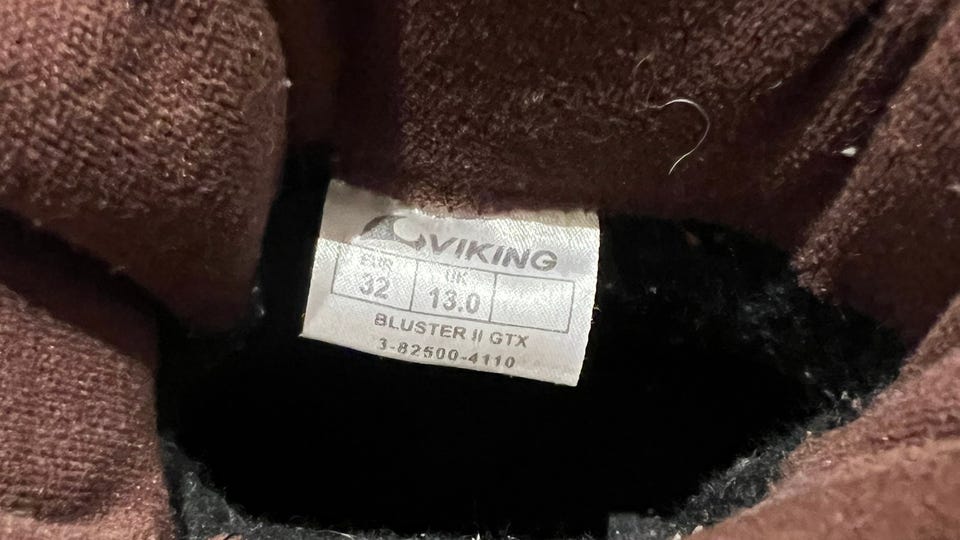 VIKING
EUR UK
32 13.0
BLUSTER II GTX
3-82500-4110